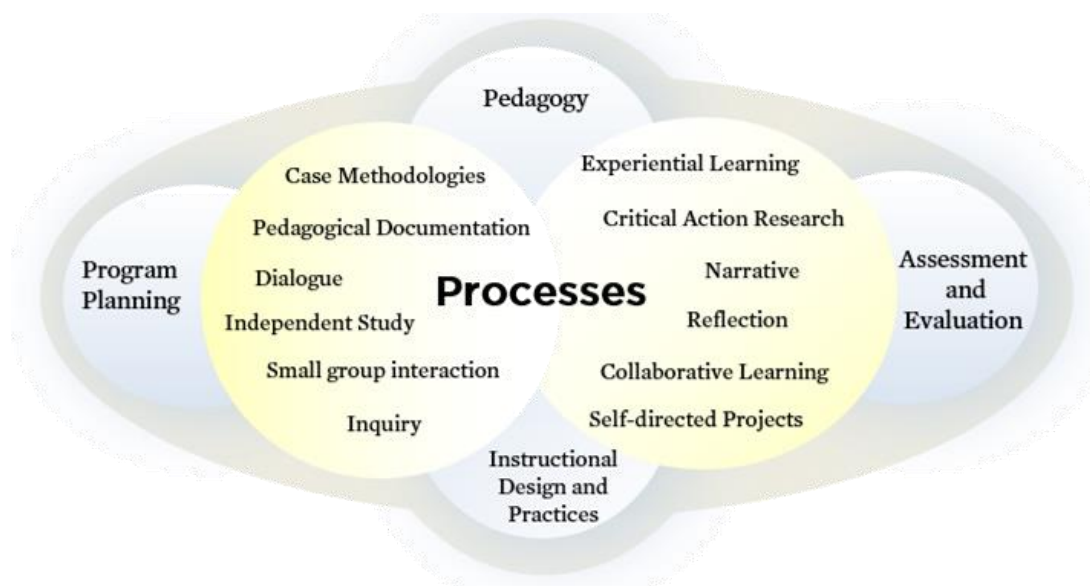 Pedagogy
Case Methodologies
Pedagogical Documentation
Dialogue
Independent Study
Small group interaction
Inquiry
Processes
Experiential Learning
Critical Action Research
Narrative
Reflection
Collaborative Learning
Self-directed Projects
Program
Planning
Assessment
and
Evaluation
Instructional
Design and
Practices